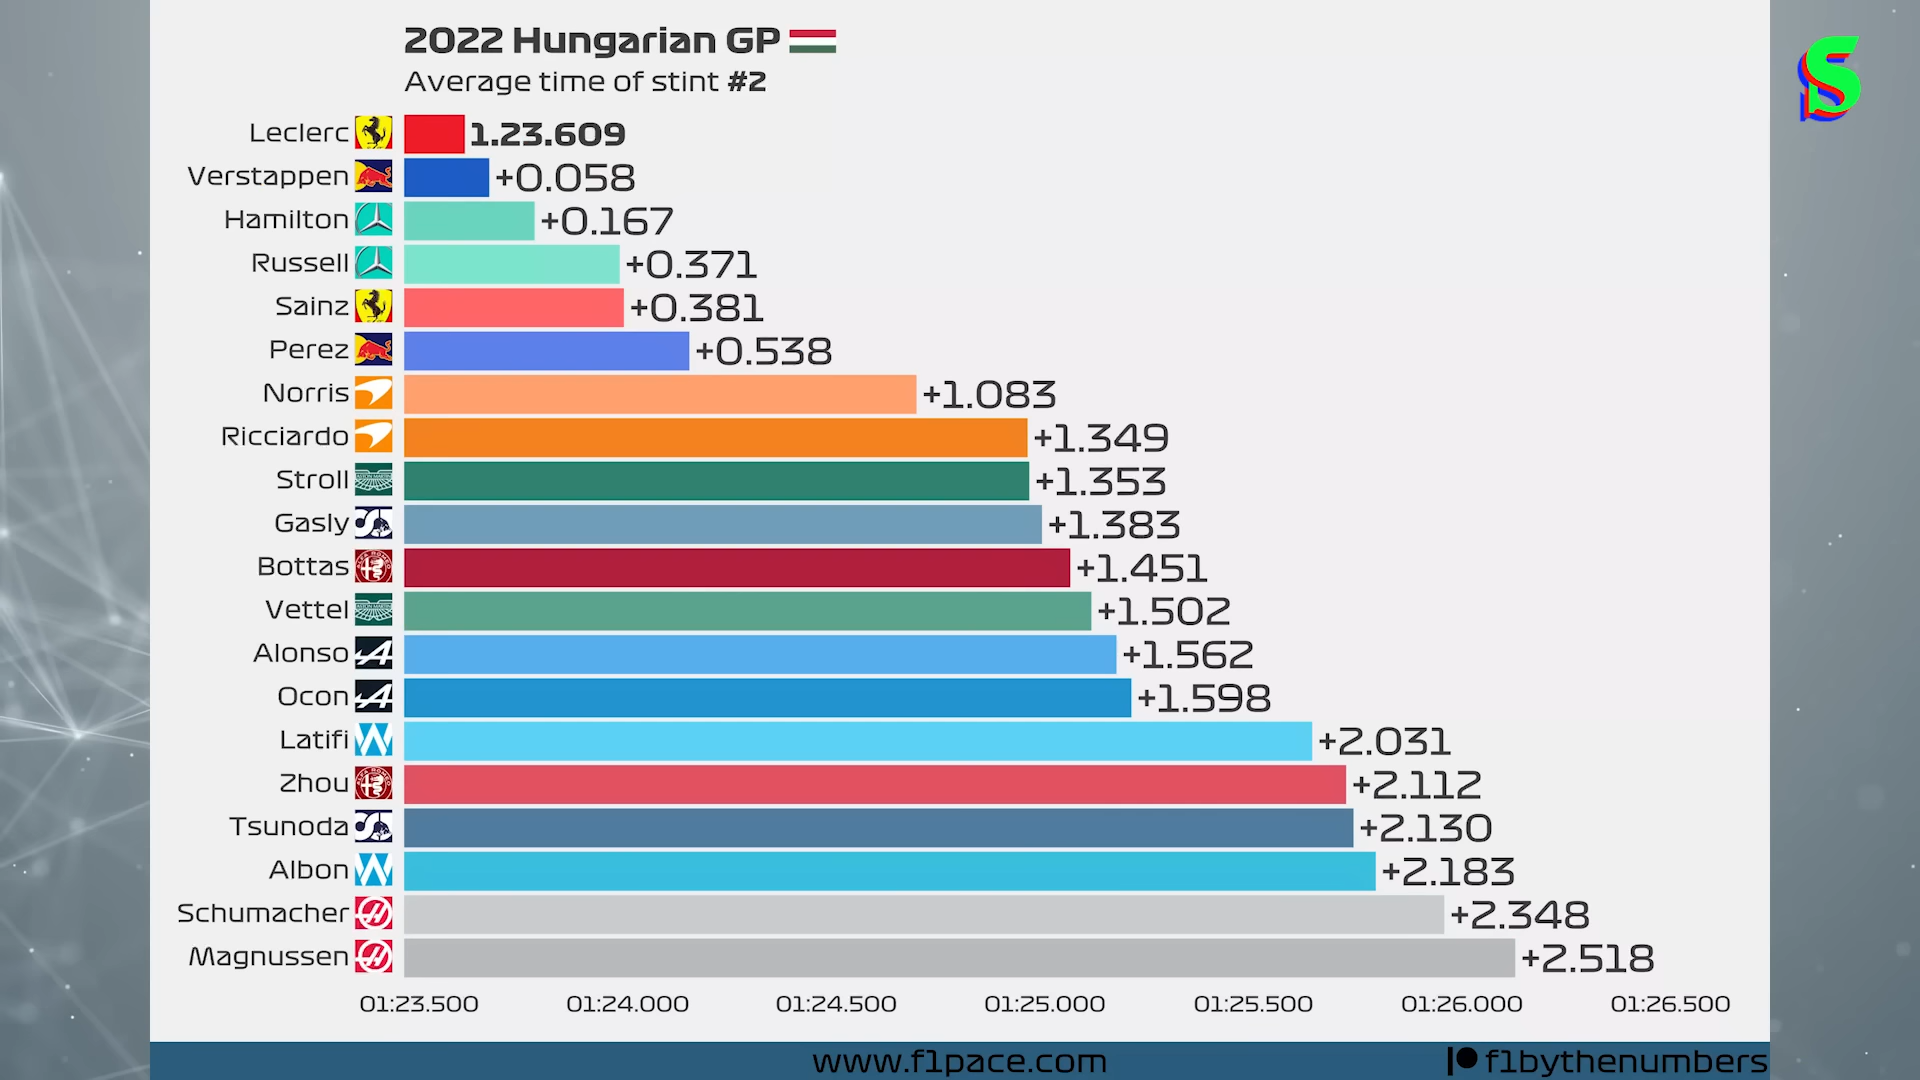 2022 Hungarian GP
Average time of stint #2
Leclerc 1.23.609
Verstappen +0.058
Hamilton +0.167
Russell +0.371
Sainz +0.381
Perez +0.538
Norris +1.083
Ricciardo +1.349
Stroll +1.353
Gasly +1.383
Bottas +1.451
Vettel +1.502
Alonso +1.562
Ocon +1.598
Latifi +2.031
Zhou +2.112
Tsunoda +2.130
Albon +2.183
Schumacher +2.348
Magnussen +2.518
01:23.500 01:24.000 01:24.500 01:25.000 01:25.500 01:26.000 01:26.500
www.f1pace.com
f1bythenumbers
S